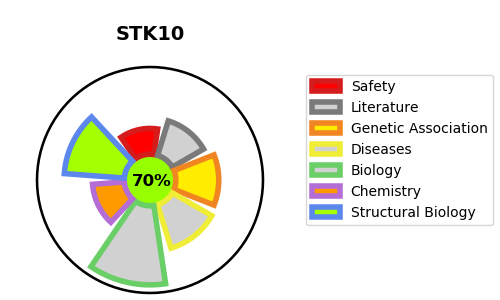 STK10
70%
Safety
Literature
Genetic Association
Diseases
Biology
Chemistry
Structural Biology